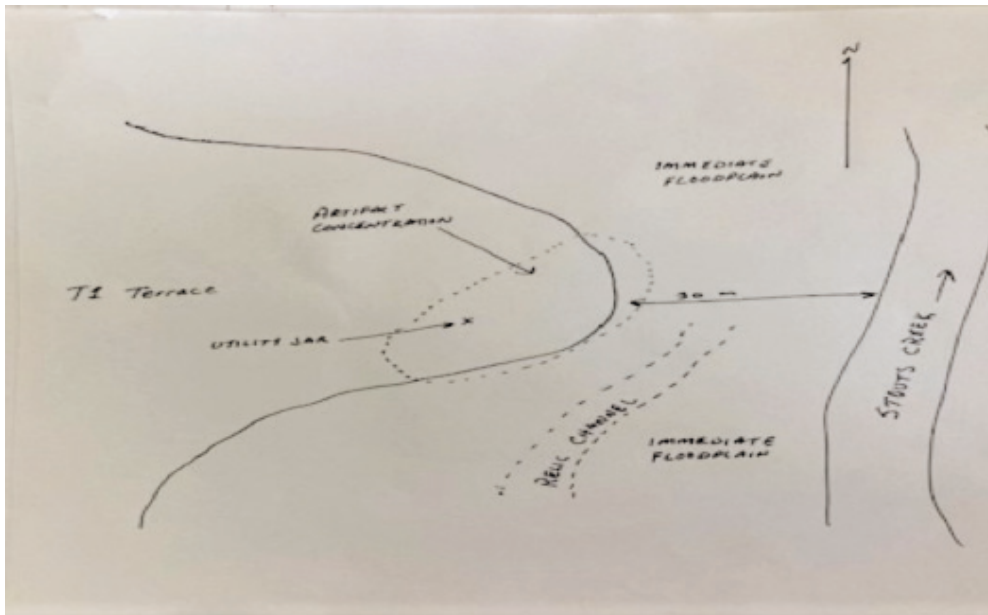 N
IMMEDIATE
FLOODPLAIN
ARTIFACT
CONCENTRATION
T1 Terrace
30 m
UTILITY JAR
STOUTS CREEK
RELIC CHANNEL
IMMEDIATE
FLOODPLAIN
X